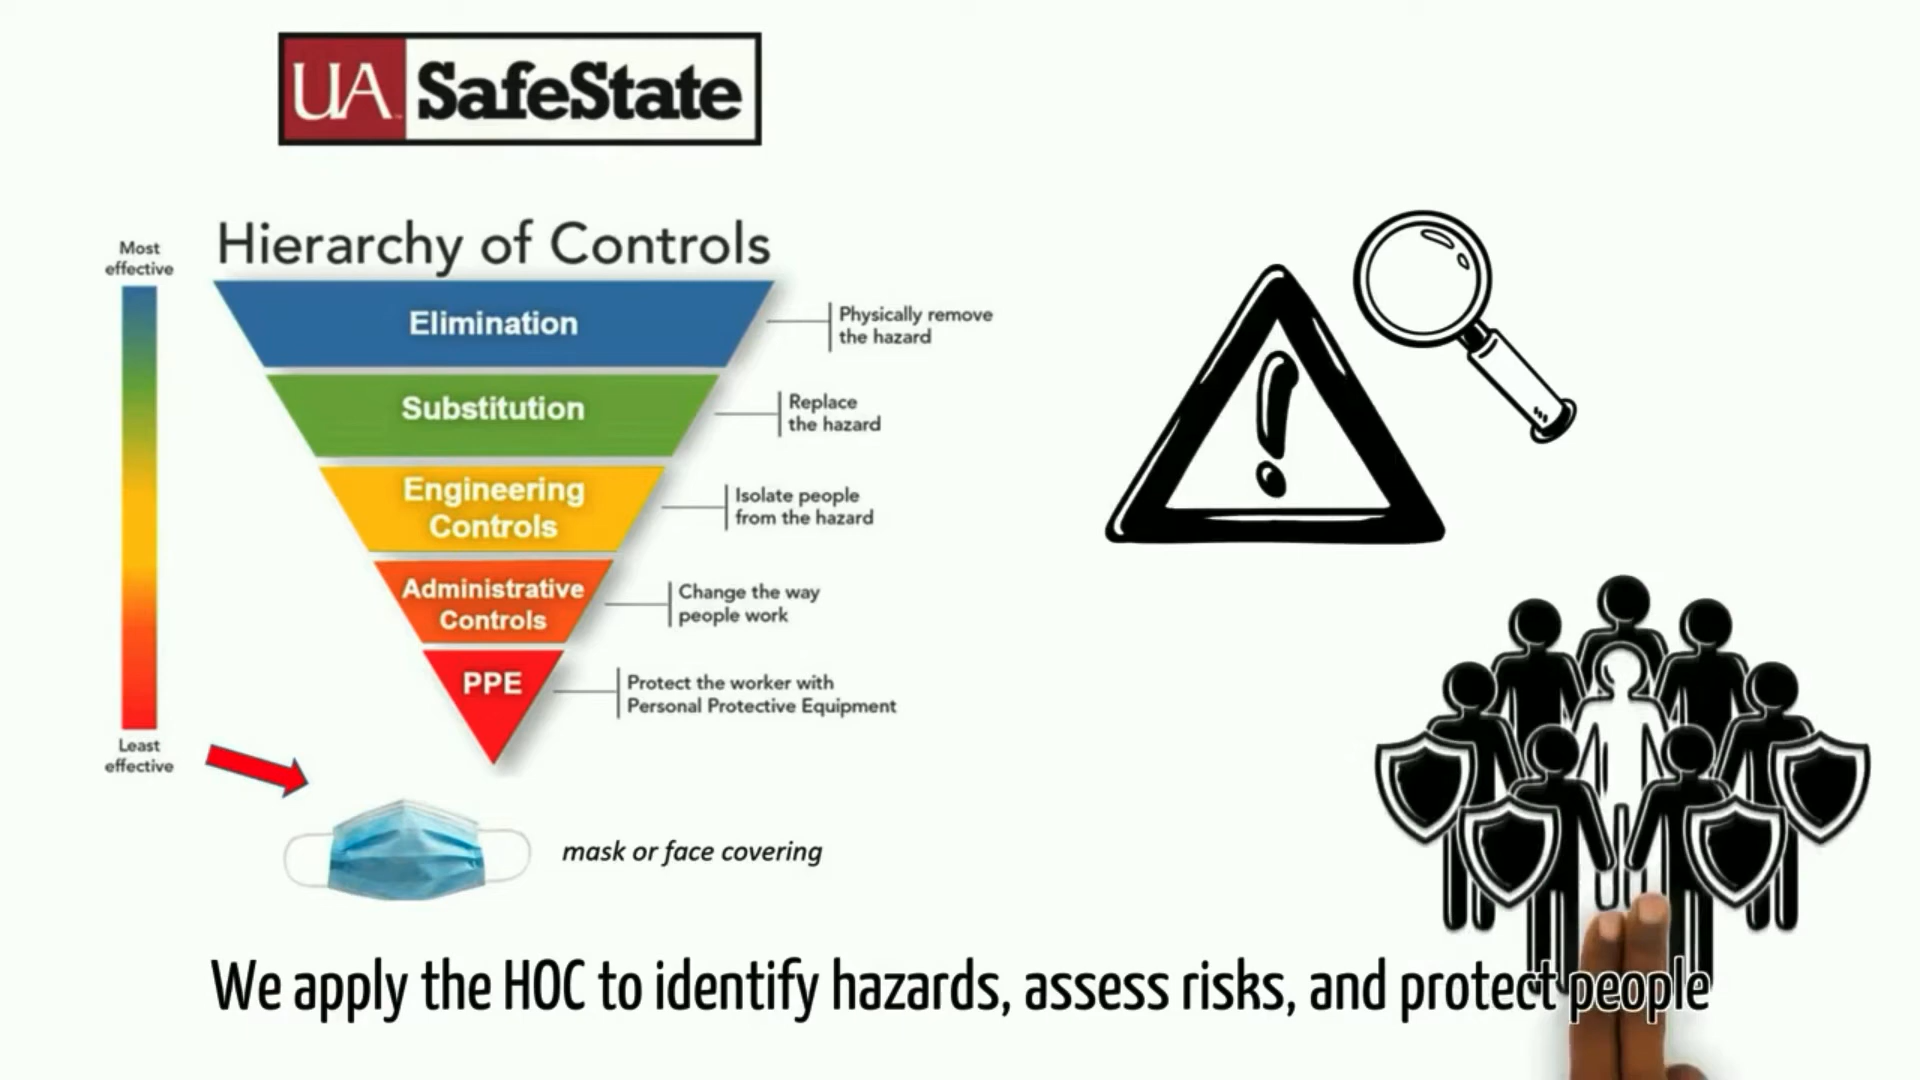 UA SafeState
Hierarchy of Controls
Most
effective
Elimination
Physically remove
the hazard
Substitution
Replace
the hazard
Engineering
Controls
Isolate people
from the hazard
Administrative
Controls
Change the way
people work
PPE
Protect the worker with
Personal Protective Equipment
Least
effective
mask or face covering
We apply the HOC to identify hazards, assess risks, and protect people